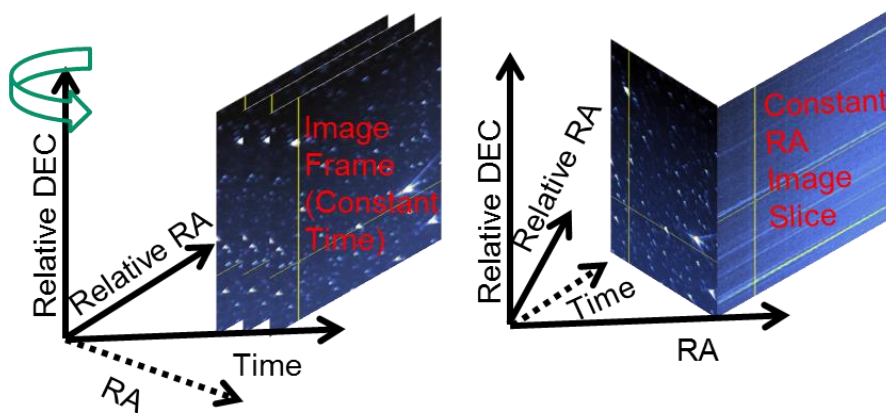 Relative DEC
Relative RA
RA
Time
Image
Frame
(Constant
Time)
Relative DEC
Relative RA
Time
RA
Constant
RA
Image
Slice